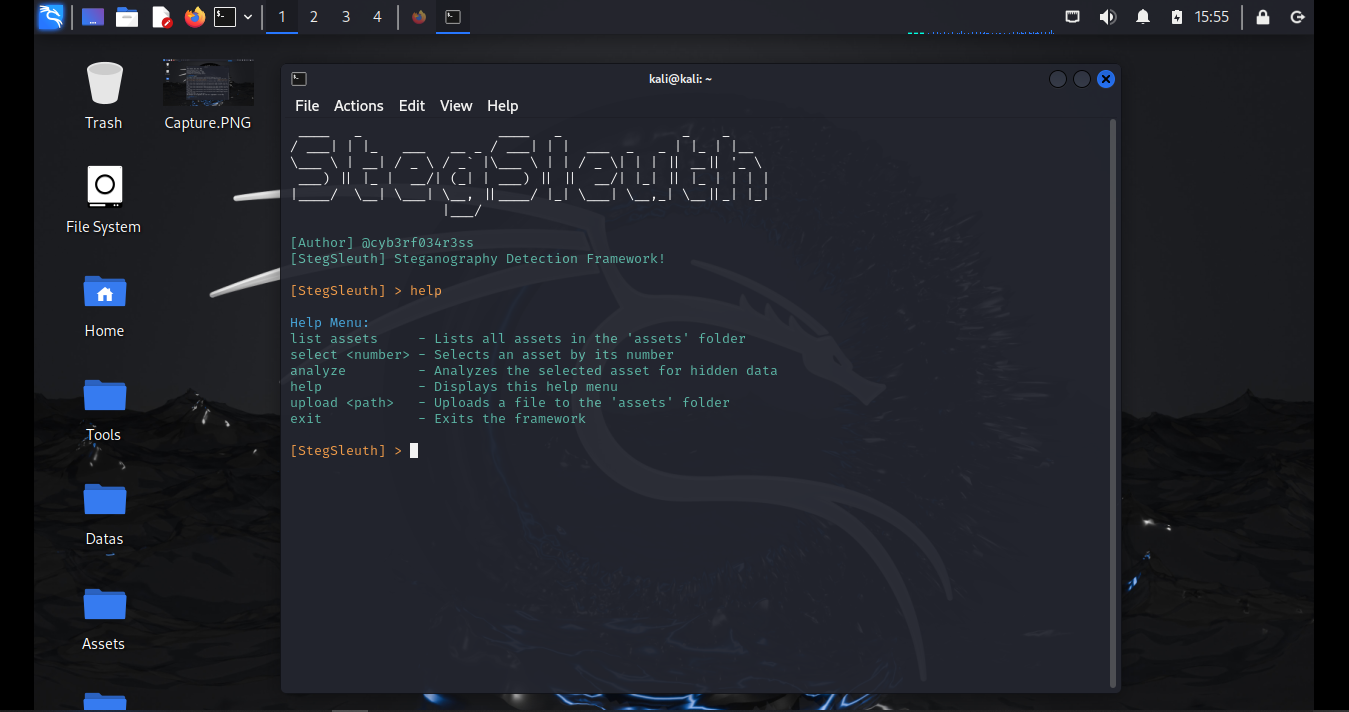 1 2 3 4 15:55
kali@kali: ~
File Actions Edit View Help
StegSleuth
[Author] @cyb3rf034r3ss
[StegSleuth] Steganography Detection Framework!
[StegSleuth] > help
Help Menu:
list assets - Lists all assets in the 'assets' folder
select <number> - Selects an asset by its number
analyze - Analyzes the selected asset for hidden data
help - Displays this help menu
upload <path> - Uploads a file to the 'assets' folder
exit - Exits the framework
[StegSleuth] >
Trash
Capture.PNG
File System
Home
Tools
Datas
Assets